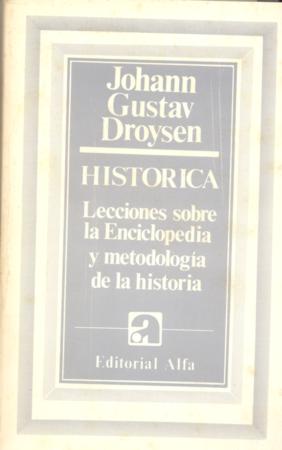 Johann
Gustav
Droysen
HISTORICA
Lecciones sobre
la Enciclopedia
y metodología
de la historia
a
Editorial Alfa